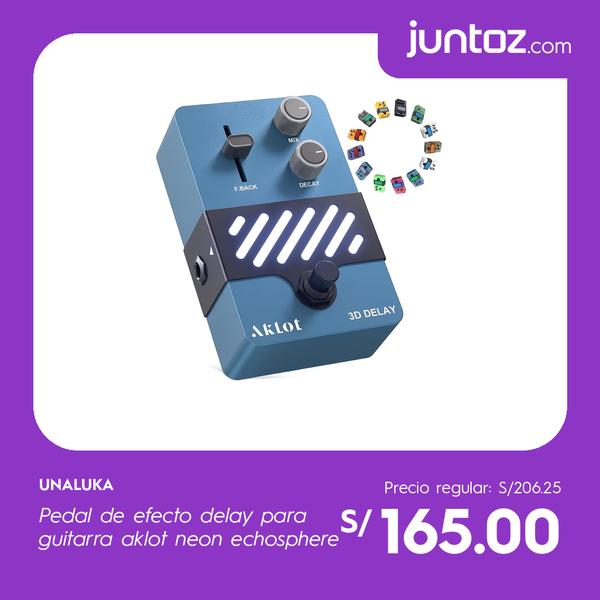 juntoz.com
MIX
F.BACK
DECAY
AKLOT
3D DELAY
UNALUKA
Precio regular: S/206.25
Pedal de efecto delay para
guitarra aklot neon echosphere
S/165.00